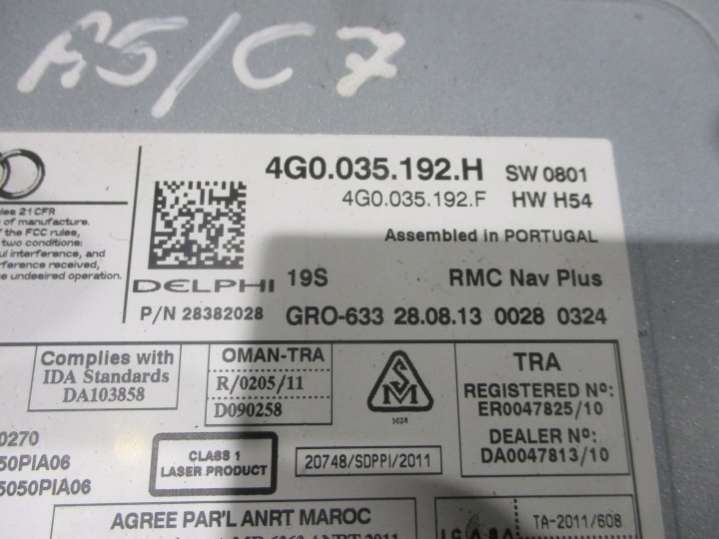 A5/C7
4G0.035.192.H SW 0801
4G0.035.192.F HW H54
Assembled in PORTUGAL
21 CFR
of manufacture.
of the FCC rules,
two conditions:
interference, and
received,
undesired operation.
DELPHI 19S RMC Nav Plus
P/N 28382028 GRO-633 28.08.13 0028 0324
Complies with
IDA Standards
DA103858
OMAN-TRA
R/0205/11
D090258
SM
TRA
REGISTERED Nº:
ER0047825/10
DEALER Nº:
DA0047813/10
0270
50PIA06
5050PIA06
CLASS 1
LASER PRODUCT
20748/SDPPI/2011
AGREE PAR'L ANRT MAROC
ICASA
TA-2011/608